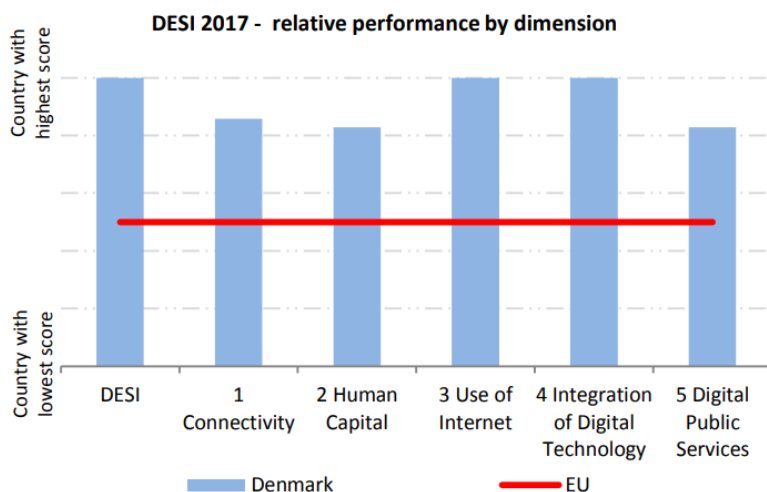 DESI 2017 - relative performance by dimension
Country with
highest score
Country with
lowest score
DESI
1
Connectivity
2 Human
Capital
3 Use of
Internet
4 Integration
of Digital
Technology
5 Digital
Public
Services
Denmark
EU